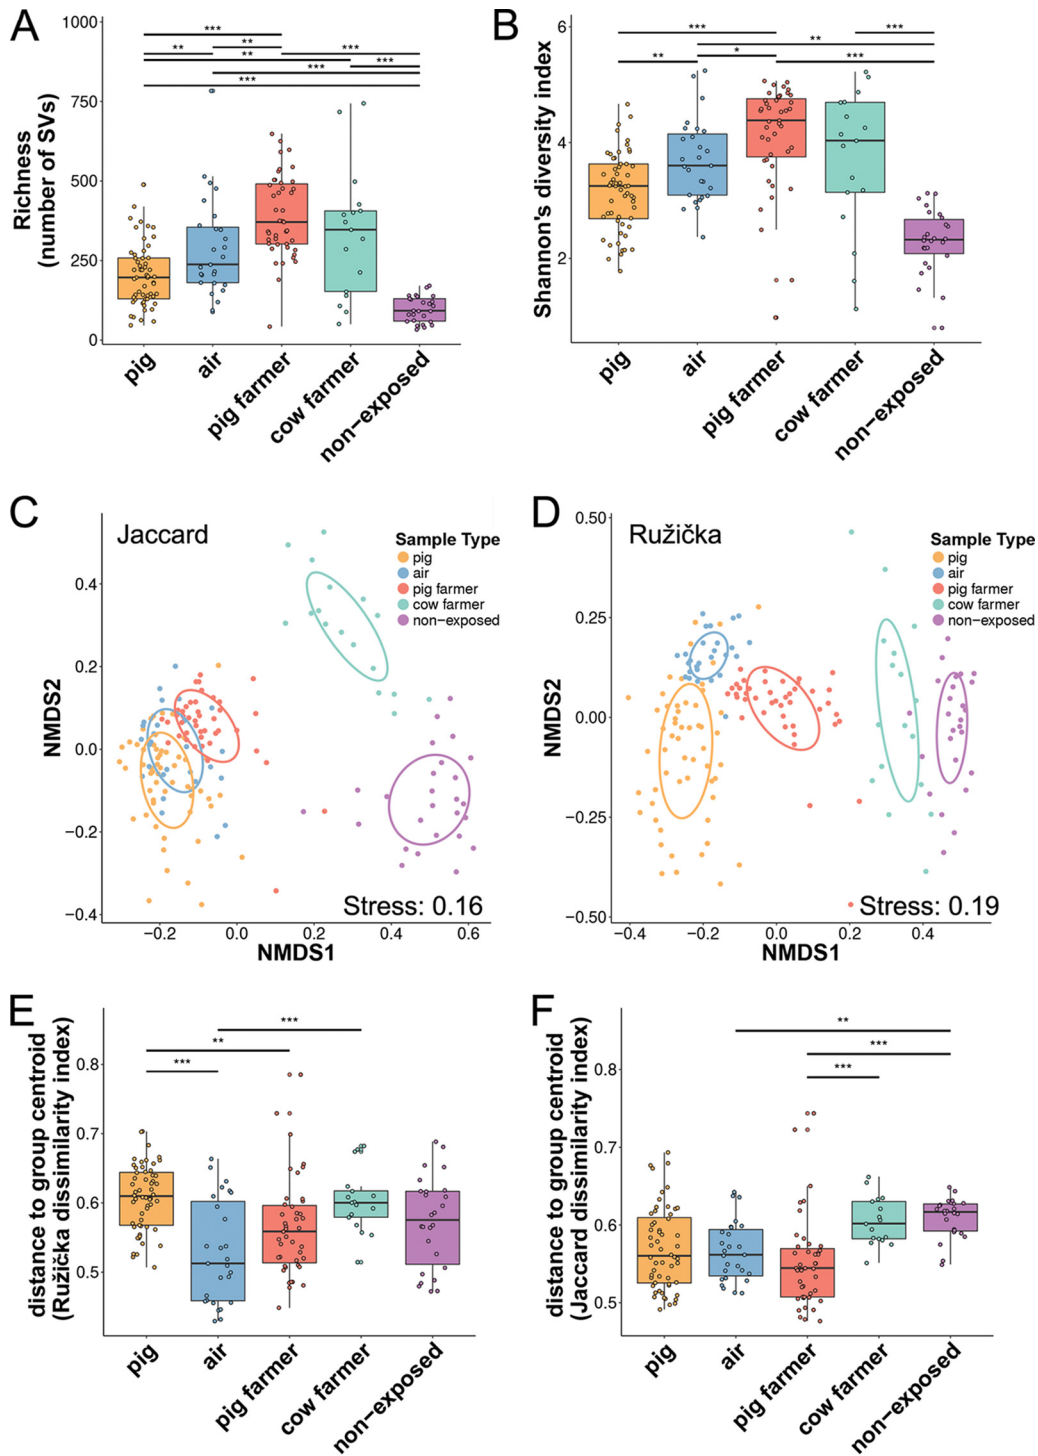 A
Richness
(number of SVs)
1000
750
500
250
0
***
**
**
***
**
***
***
***
pig
air
pig farmer
cow farmer
non-exposed
B
Shannon's diversity index
6
4
2
***
***
**
*
**
***
pig
air
pig farmer
cow farmer
non-exposed
C
Jaccard
Sample Type
pig
air
pig farmer
cow farmer
non-exposed
NMDS2
0.4
0.2
0.0
−0.2
−0.4
Stress: 0.16
−0.2
0.0
0.2
0.4
0.6
NMDS1
D
Ružička
Sample Type
pig
air
pig farmer
cow farmer
non-exposed
NMDS2
0.50
0.25
0.00
−0.25
−0.50
Stress: 0.19
−0.4
−0.2
0.0
0.2
0.4
NMDS1
E
distance to group centroid
(Ružička dissimilarity index)
0.8
0.7
0.6
0.5
***
**
***
pig
air
pig farmer
cow farmer
non-exposed
F
distance to group centroid
(Jaccard dissimilarity index)
0.8
0.7
0.6
0.5
**
***
***
pig
air
pig farmer
cow farmer
non-exposed